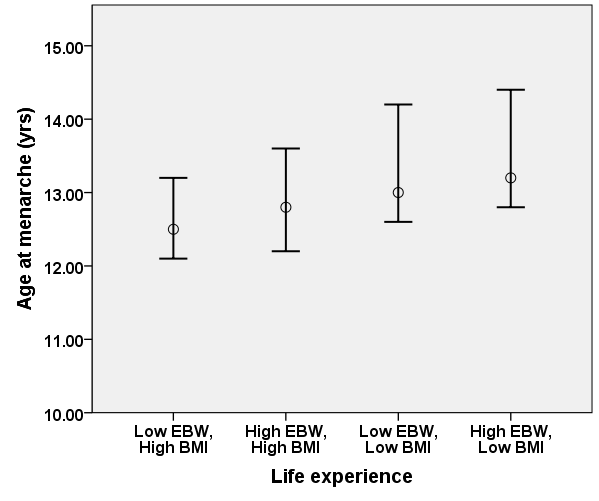 15.00
14.00
13.00
12.00
11.00
10.00
Age at menarche (yrs)
Low EBW,
High BMI
High EBW,
High BMI
Low EBW,
Low BMI
High EBW,
Low BMI
Life experience